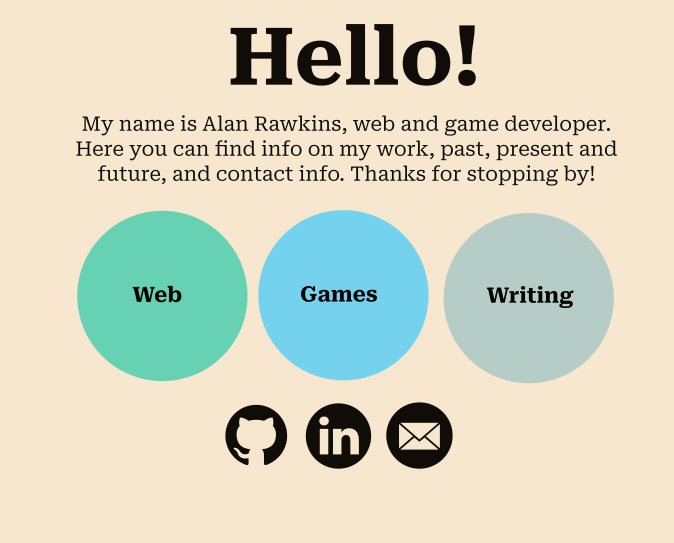 Hello!
My name is Alan Rawkins, web and game developer.
Here you can find info on my work, past, present and
future, and contact info. Thanks for stopping by!
Web
Games
Writing
in